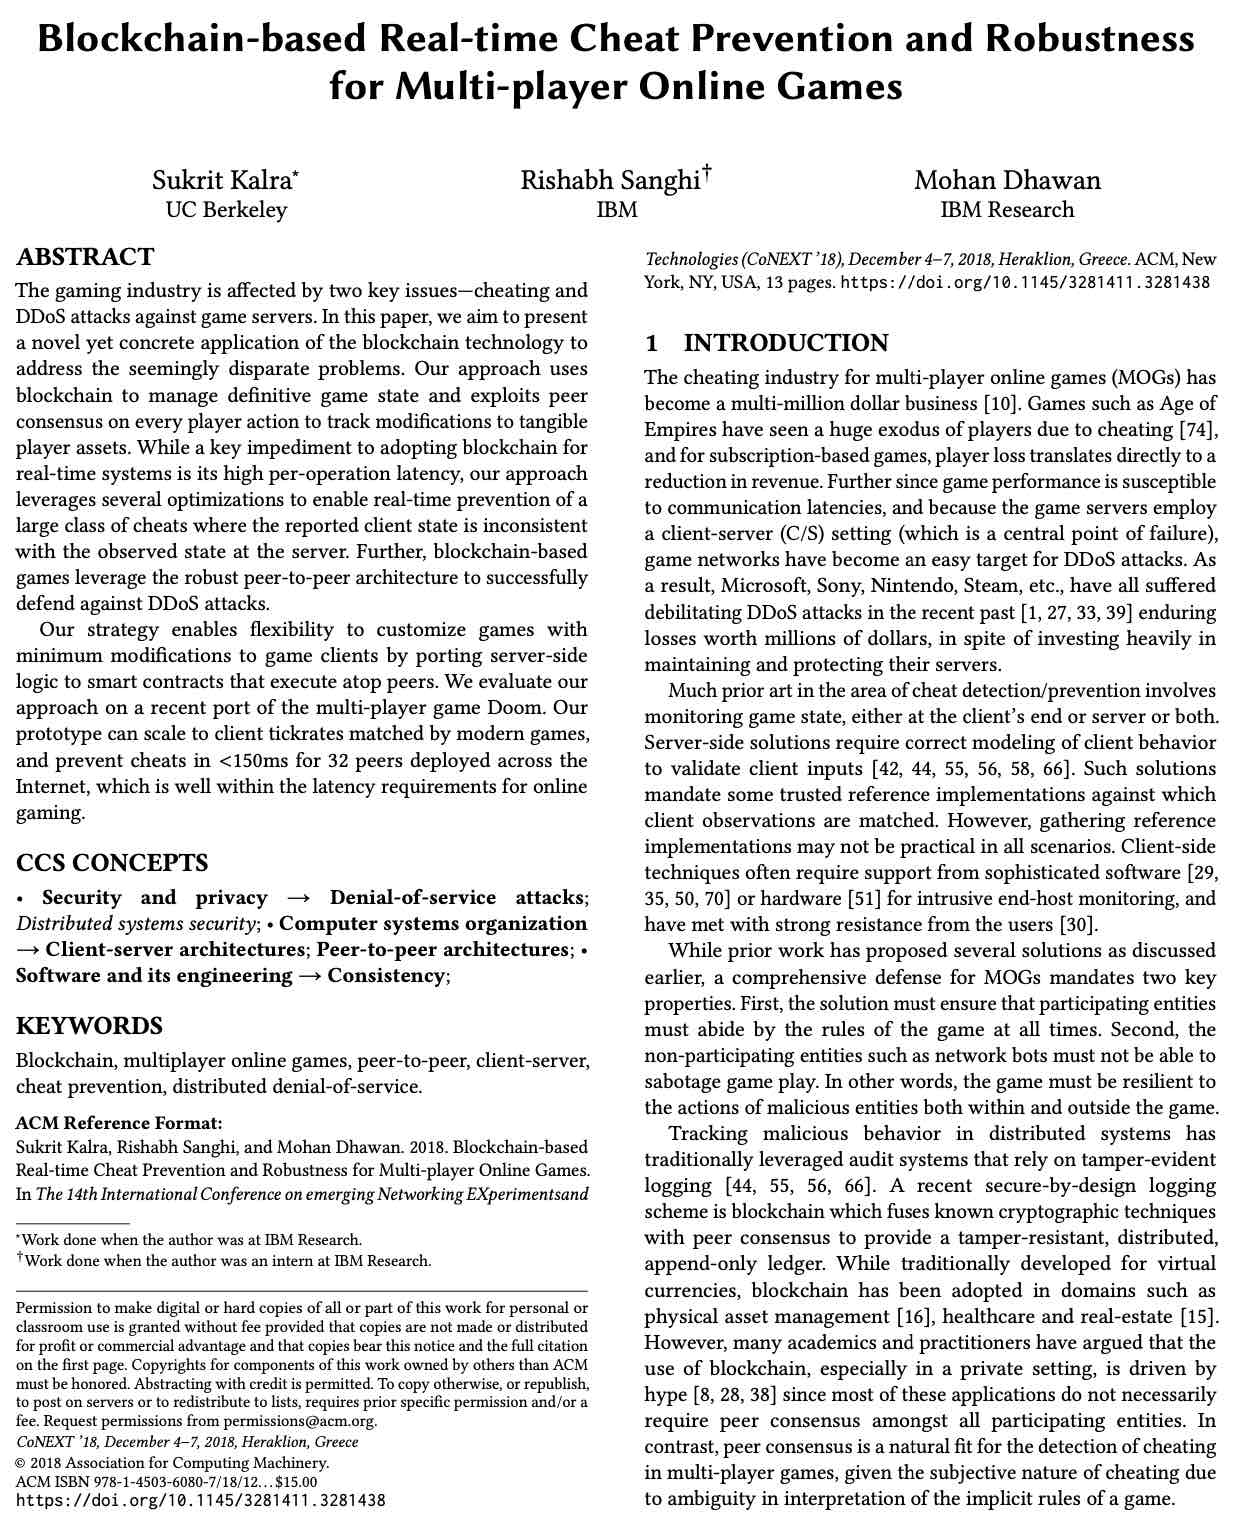 Blockchain-based Real-time Cheat Prevention and Robustness
for Multi-player Online Games
Sukrit Kalra*
UC Berkeley
Rishabh Sanghi†
IBM
Mohan Dhawan
IBM Research
ABSTRACT
The gaming industry is affected by two key issues—cheating and
DDoS attacks against game servers. In this paper, we aim to present
a novel yet concrete application of the blockchain technology to
address the seemingly disparate problems. Our approach uses
blockchain to manage definitive game state and exploits peer
consensus on every player action to track modifications to tangible
player assets. While a key impediment to adopting blockchain for
real-time systems is its high per-operation latency, our approach
leverages several optimizations to enable real-time prevention of a
large class of cheats where the reported client state is inconsistent
with the observed state at the server. Further, blockchain-based
games leverage the robust peer-to-peer architecture to successfully
defend against DDoS attacks.
Our strategy enables flexibility to customize games with
minimum modifications to game clients by porting server-side
logic to smart contracts that execute atop peers. We evaluate our
approach on a recent port of the multi-player game Doom. Our
prototype can scale to client tickrates matched by modern games,
and prevent cheats in <150ms for 32 peers deployed across the
Internet, which is well within the latency requirements for online
gaming.
CCS CONCEPTS
• Security and privacy → Denial-of-service attacks;
Distributed systems security; • Computer systems organization
→ Client-server architectures; Peer-to-peer architectures; •
Software and its engineering → Consistency;
KEYWORDS
Blockchain, multiplayer online games, peer-to-peer, client-server,
cheat prevention, distributed denial-of-service.
ACM Reference Format:
Sukrit Kalra, Rishabh Sanghi, and Mohan Dhawan. 2018. Blockchain-based
Real-time Cheat Prevention and Robustness for Multi-player Online Games.
In The 14th International Conference on emerging Networking EXperimentsand
*Work done when the author was at IBM Research.
†Work done when the author was an intern at IBM Research.
Permission to make digital or hard copies of all or part of this work for personal or
classroom use is granted without fee provided that copies are not made or distributed
for profit or commercial advantage and that copies bear this notice and the full citation
on the first page. Copyrights for components of this work owned by others than ACM
must be honored. Abstracting with credit is permitted. To copy otherwise, or republish,
to post on servers or to redistribute to lists, requires prior specific permission and/or a
fee. Request permissions from permissions@acm.org.
CoNEXT ’18, December 4–7, 2018, Heraklion, Greece
© 2018 Association for Computing Machinery.
ACM ISBN 978-1-4503-6080-7/18/12...$15.00
https://doi.org/10.1145/3281411.3281438
Technologies (CoNEXT ’18), December 4–7, 2018, Heraklion, Greece. ACM, New
York, NY, USA, 13 pages. https://doi.org/10.1145/3281411.3281438
1 INTRODUCTION
The cheating industry for multi-player online games (MOGs) has
become a multi-million dollar business [10]. Games such as Age of
Empires have seen a huge exodus of players due to cheating [74],
and for subscription-based games, player loss translates directly to a
reduction in revenue. Further since game performance is susceptible
to communication latencies, and because the game servers employ
a client-server (C/S) setting (which is a central point of failure),
game networks have become an easy target for DDoS attacks. As
a result, Microsoft, Sony, Nintendo, Steam, etc., have all suffered
debilitating DDoS attacks in the recent past [1, 27, 33, 39] enduring
losses worth millions of dollars, in spite of investing heavily in
maintaining and protecting their servers.
Much prior art in the area of cheat detection/prevention involves
monitoring game state, either at the client’s end or server or both.
Server-side solutions require correct modeling of client behavior
to validate client inputs [42, 44, 55, 56, 58, 66]. Such solutions
mandate some trusted reference implementations against which
client observations are matched. However, gathering reference
implementations may not be practical in all scenarios. Client-side
techniques often require support from sophisticated software [29,
35, 50, 70] or hardware [51] for intrusive end-host monitoring, and
have met with strong resistance from the users [30].
While prior work has proposed several solutions as discussed
earlier, a comprehensive defense for MOGs mandates two key
properties. First, the solution must ensure that participating entities
must abide by the rules of the game at all times. Second, the
non-participating entities such as network bots must not be able to
sabotage game play. In other words, the game must be resilient to
the actions of malicious entities both within and outside the game.
Tracking malicious behavior in distributed systems has
traditionally leveraged audit systems that rely on tamper-evident
logging [44, 55, 56, 66]. A recent secure-by-design logging
scheme is blockchain which fuses known cryptographic techniques
with peer consensus to provide a tamper-resistant, distributed,
append-only ledger. While traditionally developed for virtual
currencies, blockchain has been adopted in domains such as
physical asset management [16], healthcare and real-estate [15].
However, many academics and practitioners have argued that the
use of blockchain, especially in a private setting, is driven by
hype [8, 28, 38] since most of these applications do not necessarily
require peer consensus amongst all participating entities. In
contrast, peer consensus is a natural fit for the detection of cheating
in multi-player games, given the subjective nature of cheating due
to ambiguity in interpretation of the implicit rules of a game.